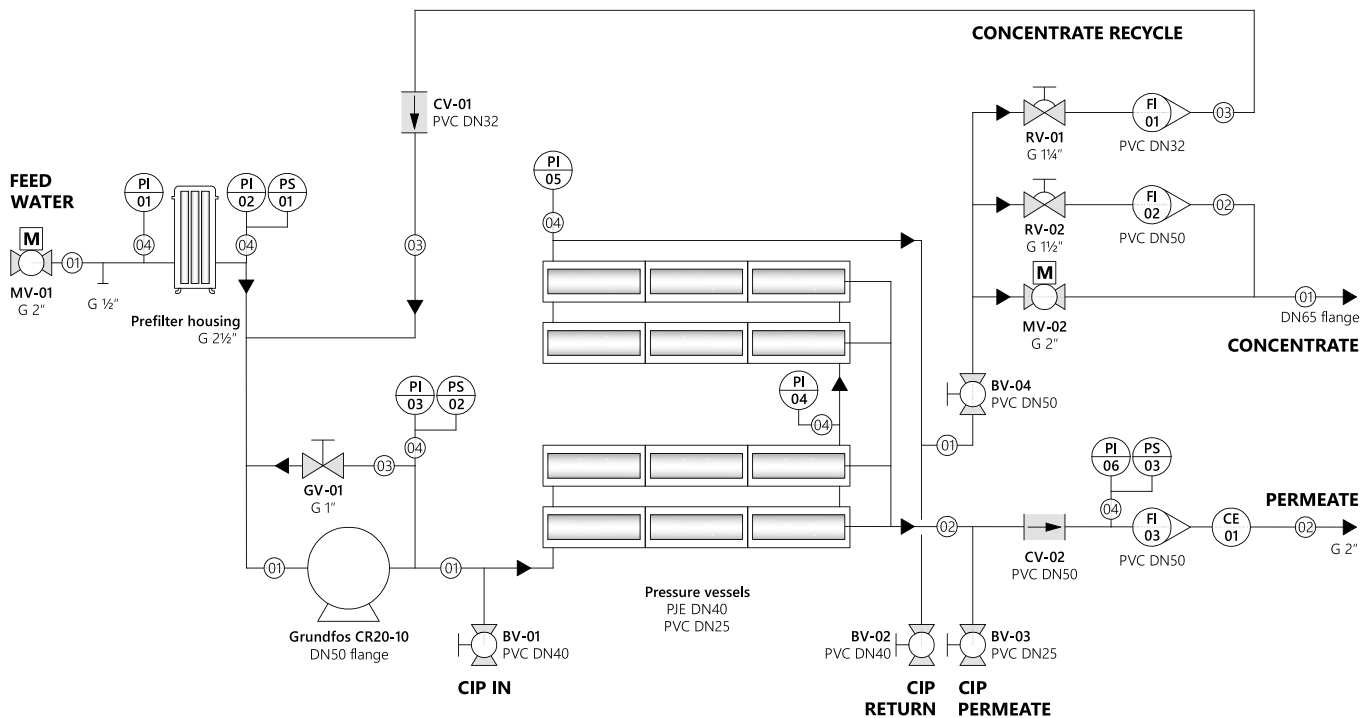 CONCENTRATE RECYCLE
CV-01
PVC DN32
RV-01
G 1¼"
FI
01
PVC DN32
03
FEED
WATER
M
MV-01
G 2"
01
G ½"
PI
01
04
Prefilter housing
G 2½"
PI
02
PS
01
04
03
PI
05
04
RV-02
G 1½"
FI
02
PVC DN50
02
M
MV-02
G 2"
01
DN65 flange
CONCENTRATE
PI
03
PS
02
04
GV-01
G 1"
03
PI
04
04
BV-04
PVC DN50
01
01
Grundfos CR20-10
DN50 flange
01
BV-01
PVC DN40
CIP IN
Pressure vessels
PJE DN40
PVC DN25
02
BV-02
PVC DN40
CIP
RETURN
BV-03
PVC DN25
CIP
PERMEATE
CV-02
PVC DN50
PI
06
PS
03
04
FI
03
PVC DN50
CE
01
PERMEATE
02
G 2"